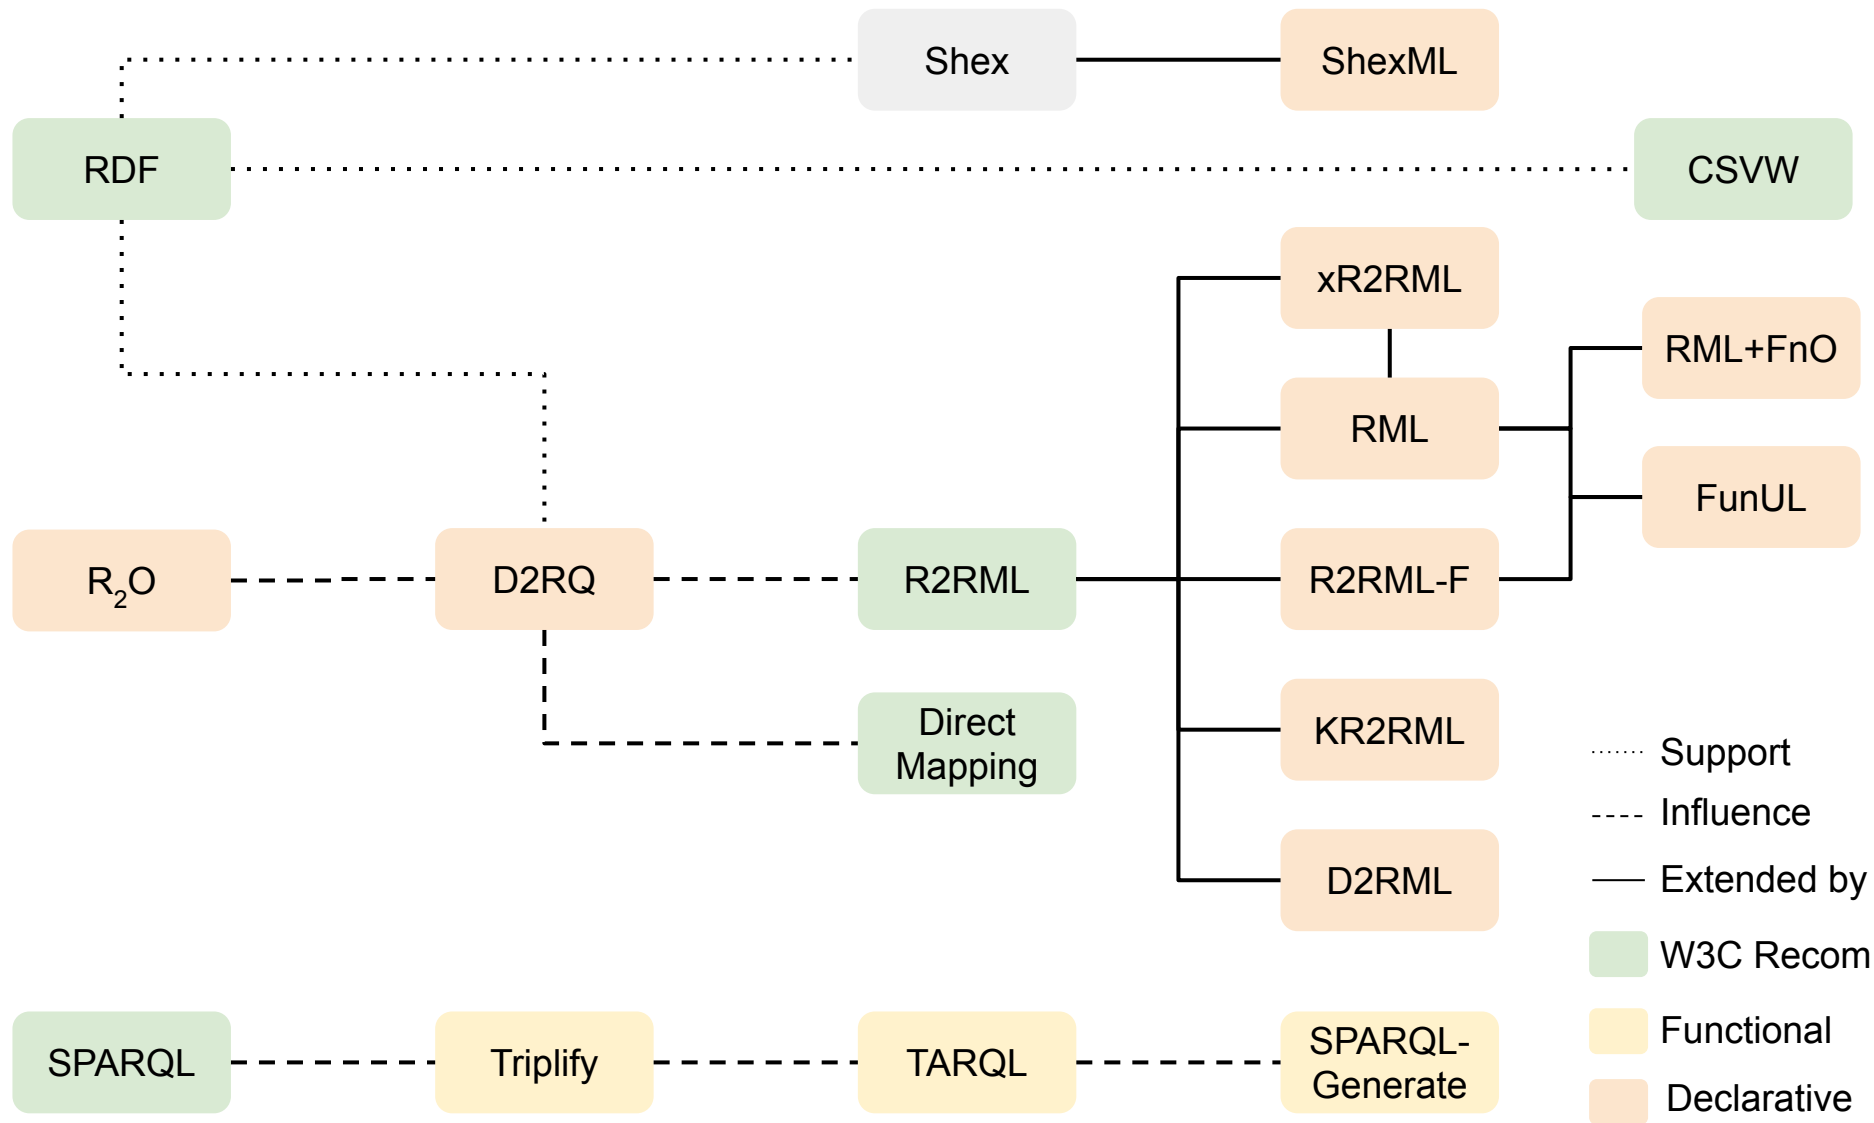 Shex
ShexML
RDF
CSVW
xR2RML
RML+FnO
RML
FunUL
R₂O
D2RQ
R2RML
R2RML-F
Direct
Mapping
KR2RML
D2RML
SPARQL
Triplify
TARQL
SPARQL-
Generate
Support
Influence
Extended by
W3C Recom
Functional
Declarative